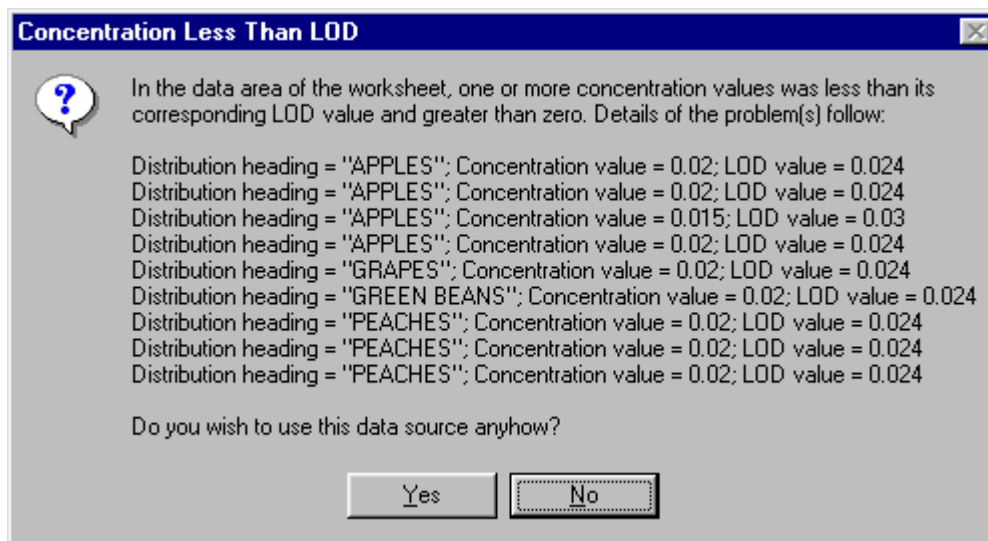 Concentration Less Than LOD
In the data area of the worksheet, one or more concentration values was less than its
corresponding LOD value and greater than zero. Details of the problem(s) follow:
Distribution heading = "APPLES"; Concentration value = 0.02; LOD value = 0.024
Distribution heading = "APPLES"; Concentration value = 0.02; LOD value = 0.024
Distribution heading = "APPLES"; Concentration value = 0.015; LOD value = 0.03
Distribution heading = "APPLES"; Concentration value = 0.02; LOD value = 0.024
Distribution heading = "GRAPES"; Concentration value = 0.02; LOD value = 0.024
Distribution heading = "GREEN BEANS"; Concentration value = 0.02; LOD value = 0.024
Distribution heading = "PEACHES"; Concentration value = 0.02; LOD value = 0.024
Distribution heading = "PEACHES"; Concentration value = 0.02; LOD value = 0.024
Distribution heading = "PEACHES"; Concentration value = 0.02; LOD value = 0.024
Do you wish to use this data source anyhow?
Yes No